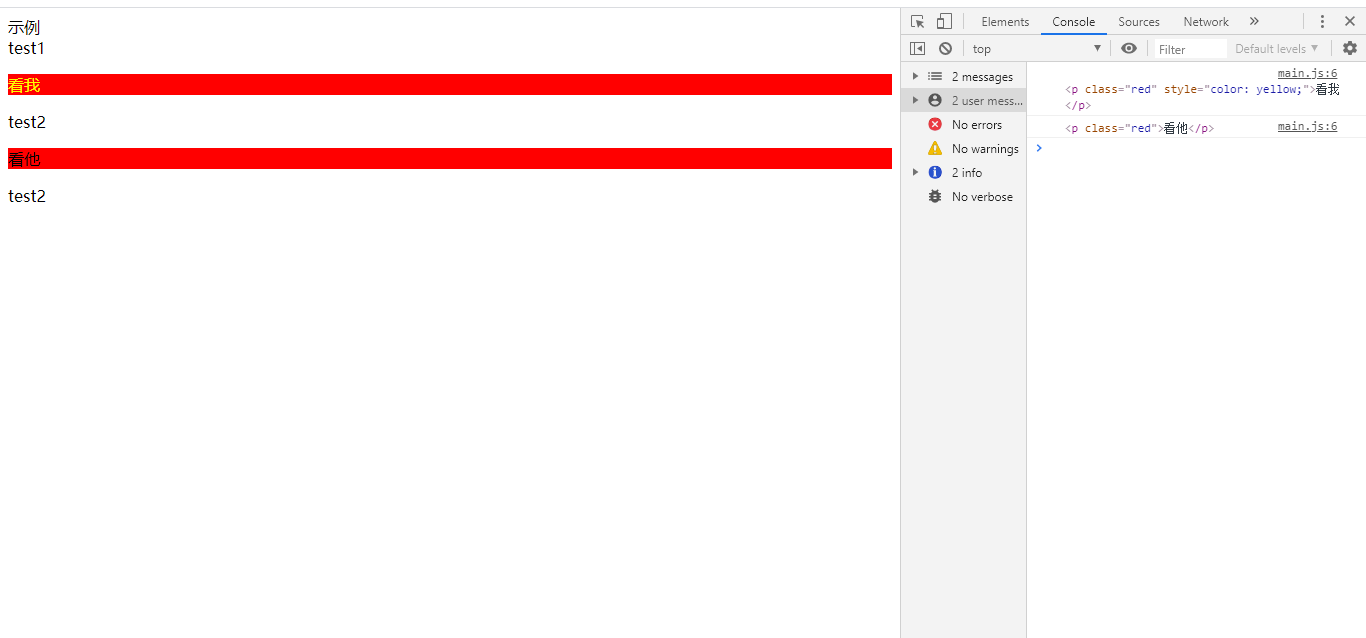 示例
test1
看我
test2
看他
test2
Elements Console Sources Network »
top Filter Default levels
2 messages
2 user mess...
No errors
No warnings
2 info
No verbose
main.js:6
<p class="red" style="color: yellow;">看我
</p>
main.js:6
<p class="red">看他</p>